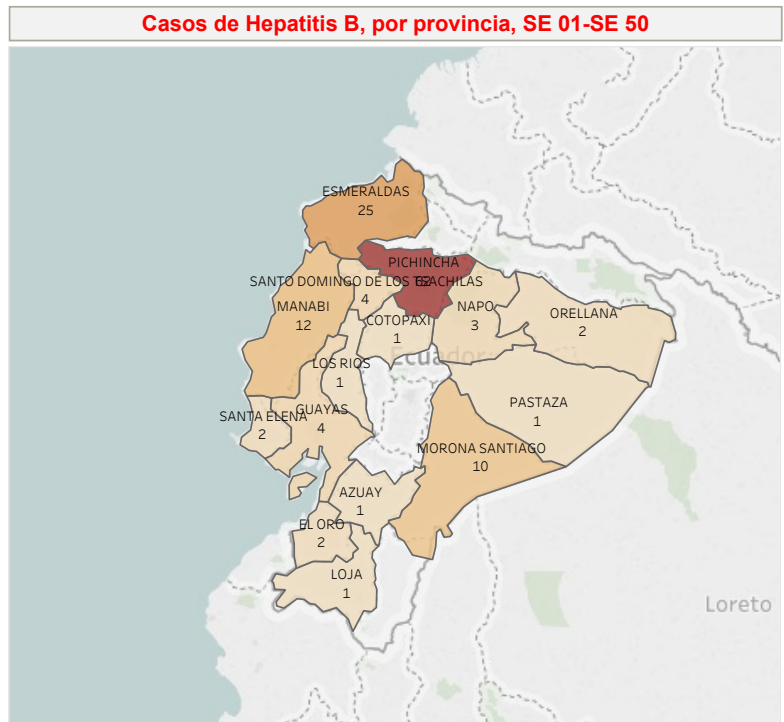 Casos de Hepatitis B, por provincia, SE 01-SE 50
ESMERALDAS
25
PICHINCHA
62
SANTO DOMINGO DE LOS TSACHILAS
4
MANABI
12
COTOPAXI
1
NAPO
3
ORELLANA
2
Ecuador
LOS RIOS
1
GUAYAS
4
SANTA ELENA
2
PASTAZA
1
MORONA SANTIAGO
10
AZUAY
1
EL ORO
2
LOJA
1
Loreto